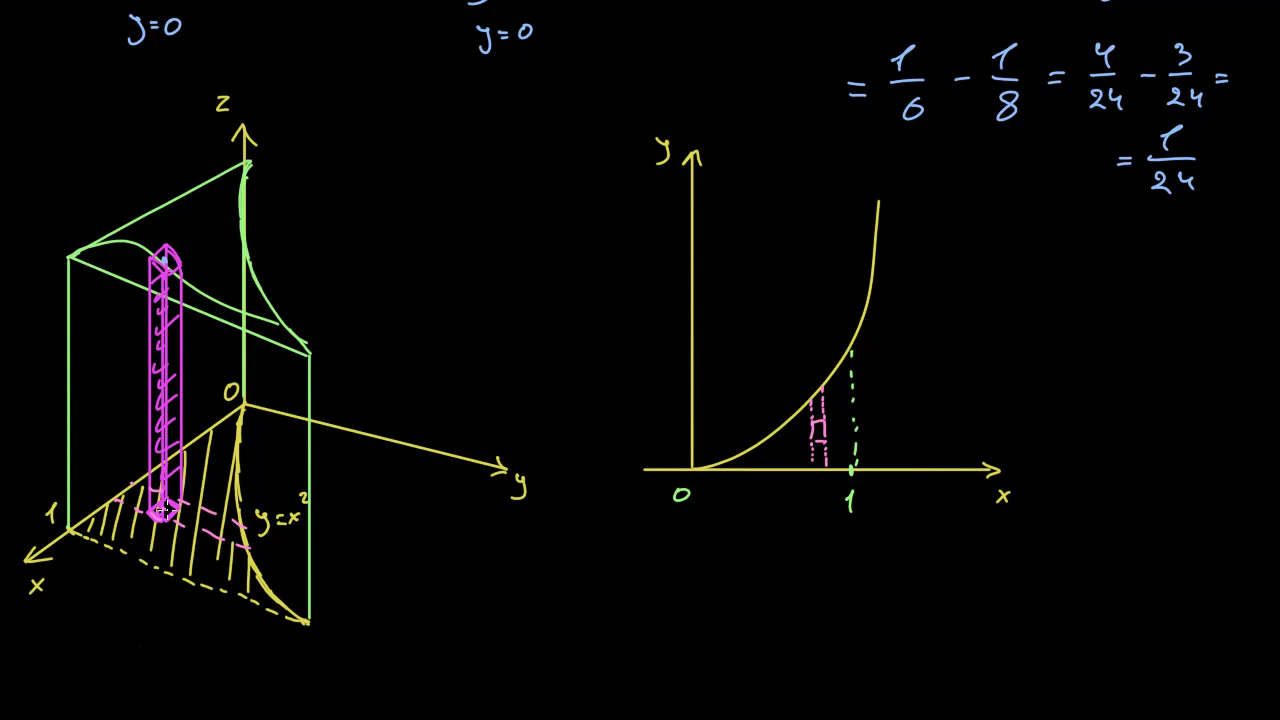 y=0
y=0
= 1/6 - 1/8 = 4/24 - 3/24 =
= 1/24
z
0
y=x²
1
x
y
y
0
1
x